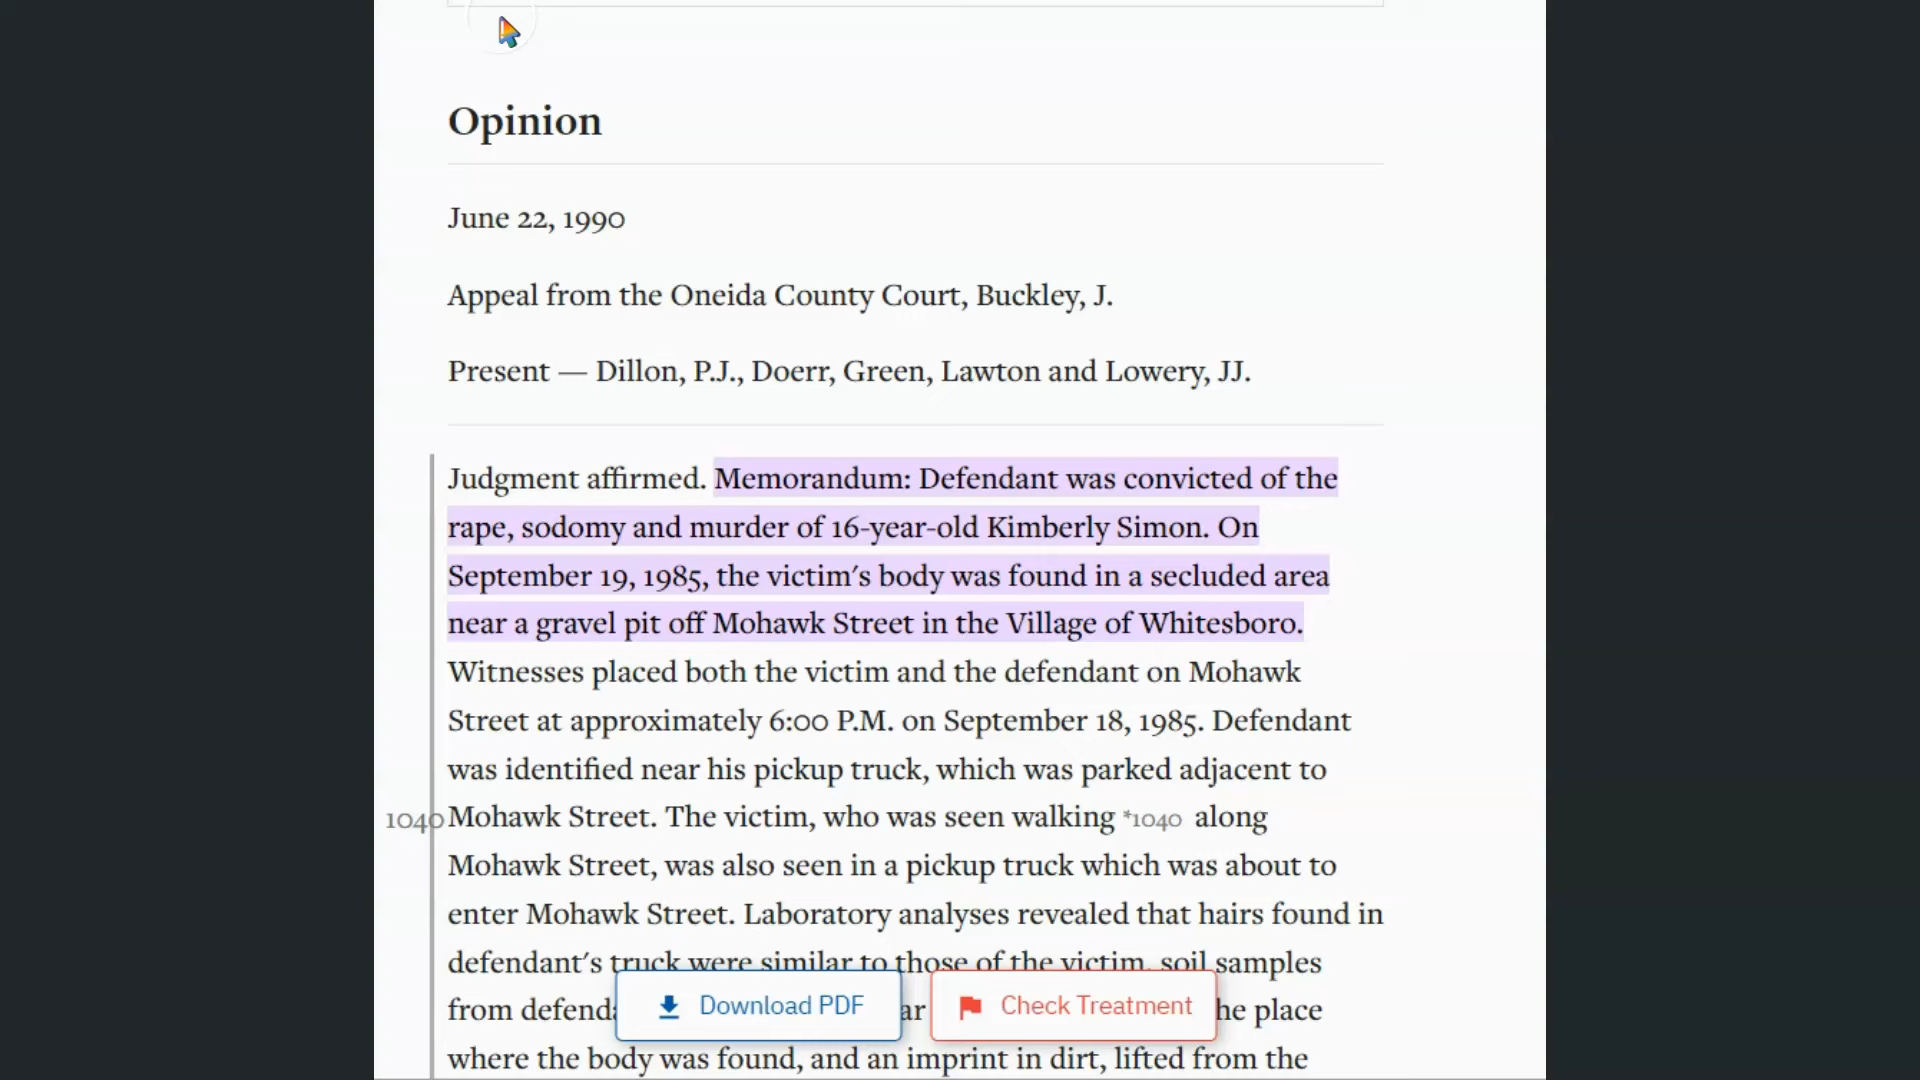 Opinion
June 22, 1990
Appeal from the Oneida County Court, Buckley, J.
Present — Dillon, P.J., Doerr, Green, Lawton and Lowery, JJ.
Judgment affirmed. Memorandum: Defendant was convicted of the
rape, sodomy and murder of 16-year-old Kimberly Simon. On
September 19, 1985, the victim's body was found in a secluded area
near a gravel pit off Mohawk Street in the Village of Whitesboro.
Witnesses placed both the victim and the defendant on Mohawk
Street at approximately 6:00 P.M. on September 18, 1985. Defendant
was identified near his pickup truck, which was parked adjacent to
1040 Mohawk Street. The victim, who was seen walking *1040 along
Mohawk Street, was also seen in a pickup truck which was about to
enter Mohawk Street. Laboratory analyses revealed that hairs found in
defendant's truck were similar to those of the victim, soil samples
from defenda ar he place
Download PDF Check Treatment
where the body was found, and an imprint in dirt, lifted from the